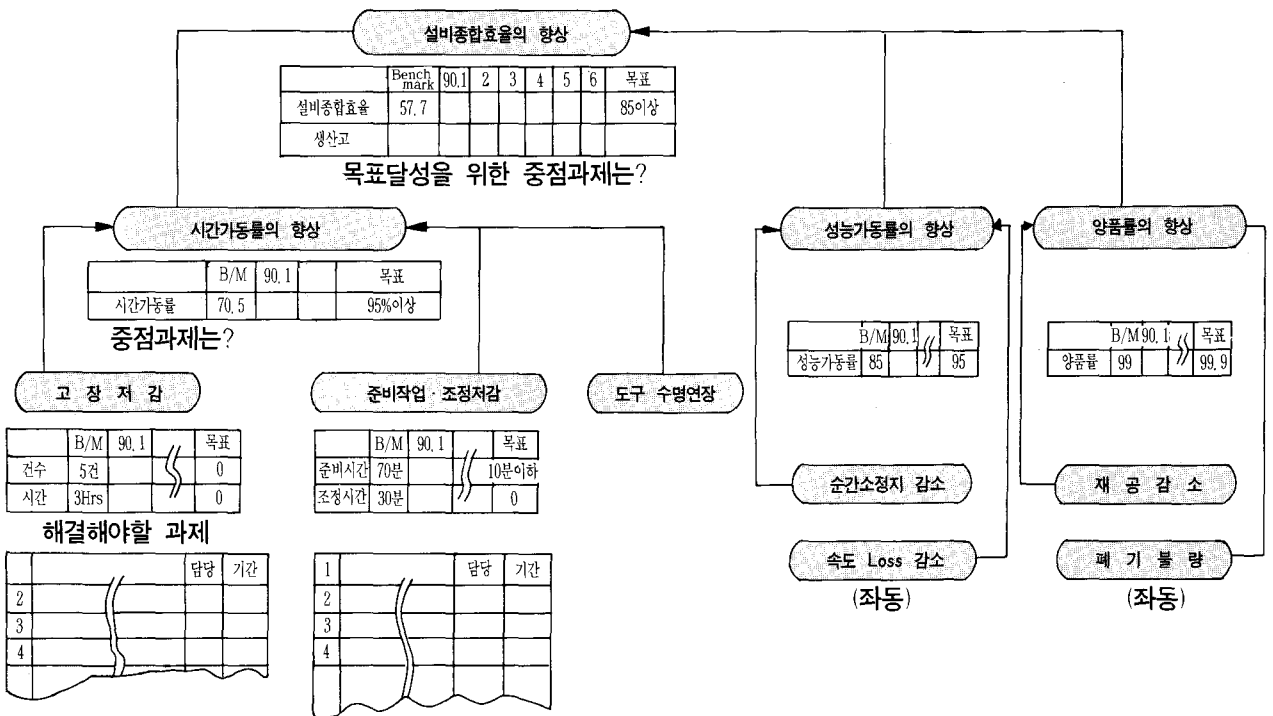 설비종합효율의 향상
Bench mark 90.1 2 3 4 5 6 목표
설비종합효율 57.7 85이상
생산고
목표달성을 위한 중점과제는?
시간가동률의 향상
B/M 90.1 목표
시간가동률 70.5 95%이상
중점과제는?
성능가동률의 향상
B/M 90.1 목표
성능가동률 85 95
양품률의 향상
B/M 90.1 목표
양품률 99 99.9
고 장 저 감
B/M 90.1 목표
건수 5건 0
시간 3Hrs 0
해결해야할 과제
담당 기간
2
3
4
준비작업·조정저감
B/M 90.1 목표
준비시간 70분 10분이하
조정시간 30분 0
1 담당 기간
2
3
4
도구 수명연장
순간소정지 감소
속도 Loss 감소
(좌동)
재 공 감 소
폐 기 불 량
(좌동)